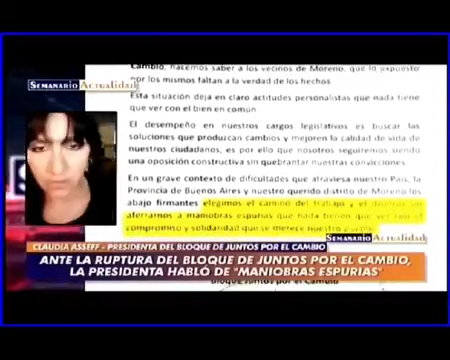 Cambio, hacemos saber a los vecinos de Moreno, que lo expuesto
por los mismos faltan a la verdad de los hechos
SEMANARIO Actualidad
Esta situación deja en claro actitudes personalistas que nada tiene
que ver con el bien en común
El desempeño en nuestros cargos legislativos es buscar las
soluciones que produzcan cambios y mejoren la calidad de vida de
nuestros ciudadanos, es por ello que nosotros seguiremos siendo
una oposición constructiva sin quebrantar nuestras convicciones.
En un grave contexto de dificultades que atraviesa nuestro País, la
Provincia de Buenos Aires y nuestro querido distrito de Moreno los
abajo firmantes elegimos el camino del trabajo y el
aferrarnos a maniobras espurias que nada tienen que ver con el
compromiso y solidaridad que se merece nuestro
SEMANARIO Actualidad
CLAUDIA ASSEFF - PRESIDENTA DEL BLOQUE DE JUNTOS POR EL CAMBIO
ANTE LA RUPTURA DEL BLOQUE DE JUNTOS POR EL CAMBIO,
LA PRESIDENTA HABLÓ DE "MANIOBRAS ESPURIAS"
Bloque Juntos por el Cambio